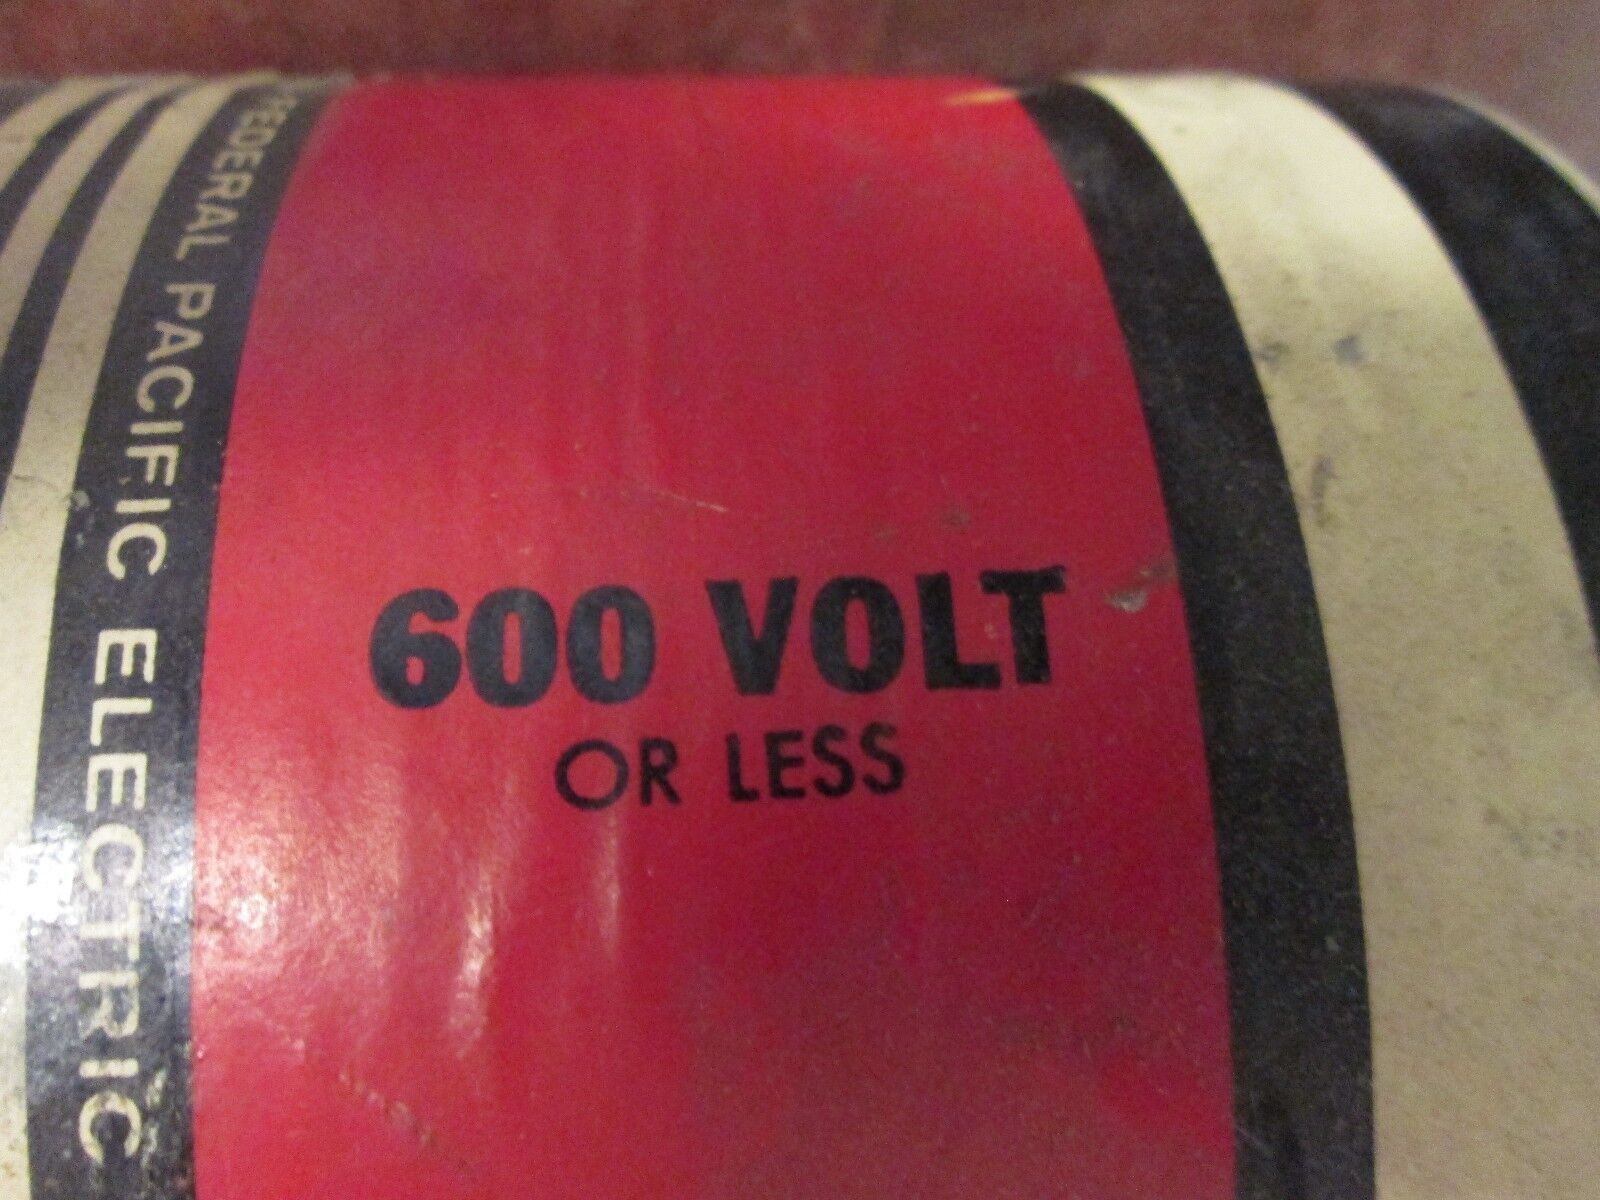 FEDERAL PACIFIC ELECTRIC
600 VOLT
OR LESS